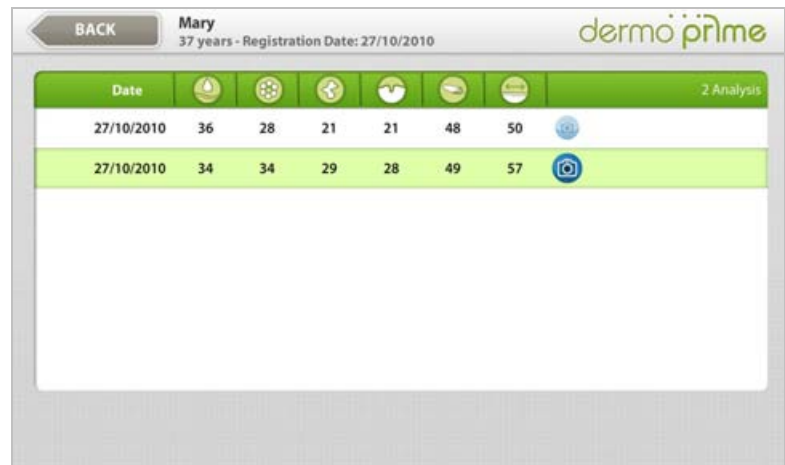 BACK
Mary
37 years - Registration Date: 27/10/2010
dermo prime
Date 2 Analysis
27/10/2010 36 28 21 21 48 50
27/10/2010 34 34 29 28 49 57